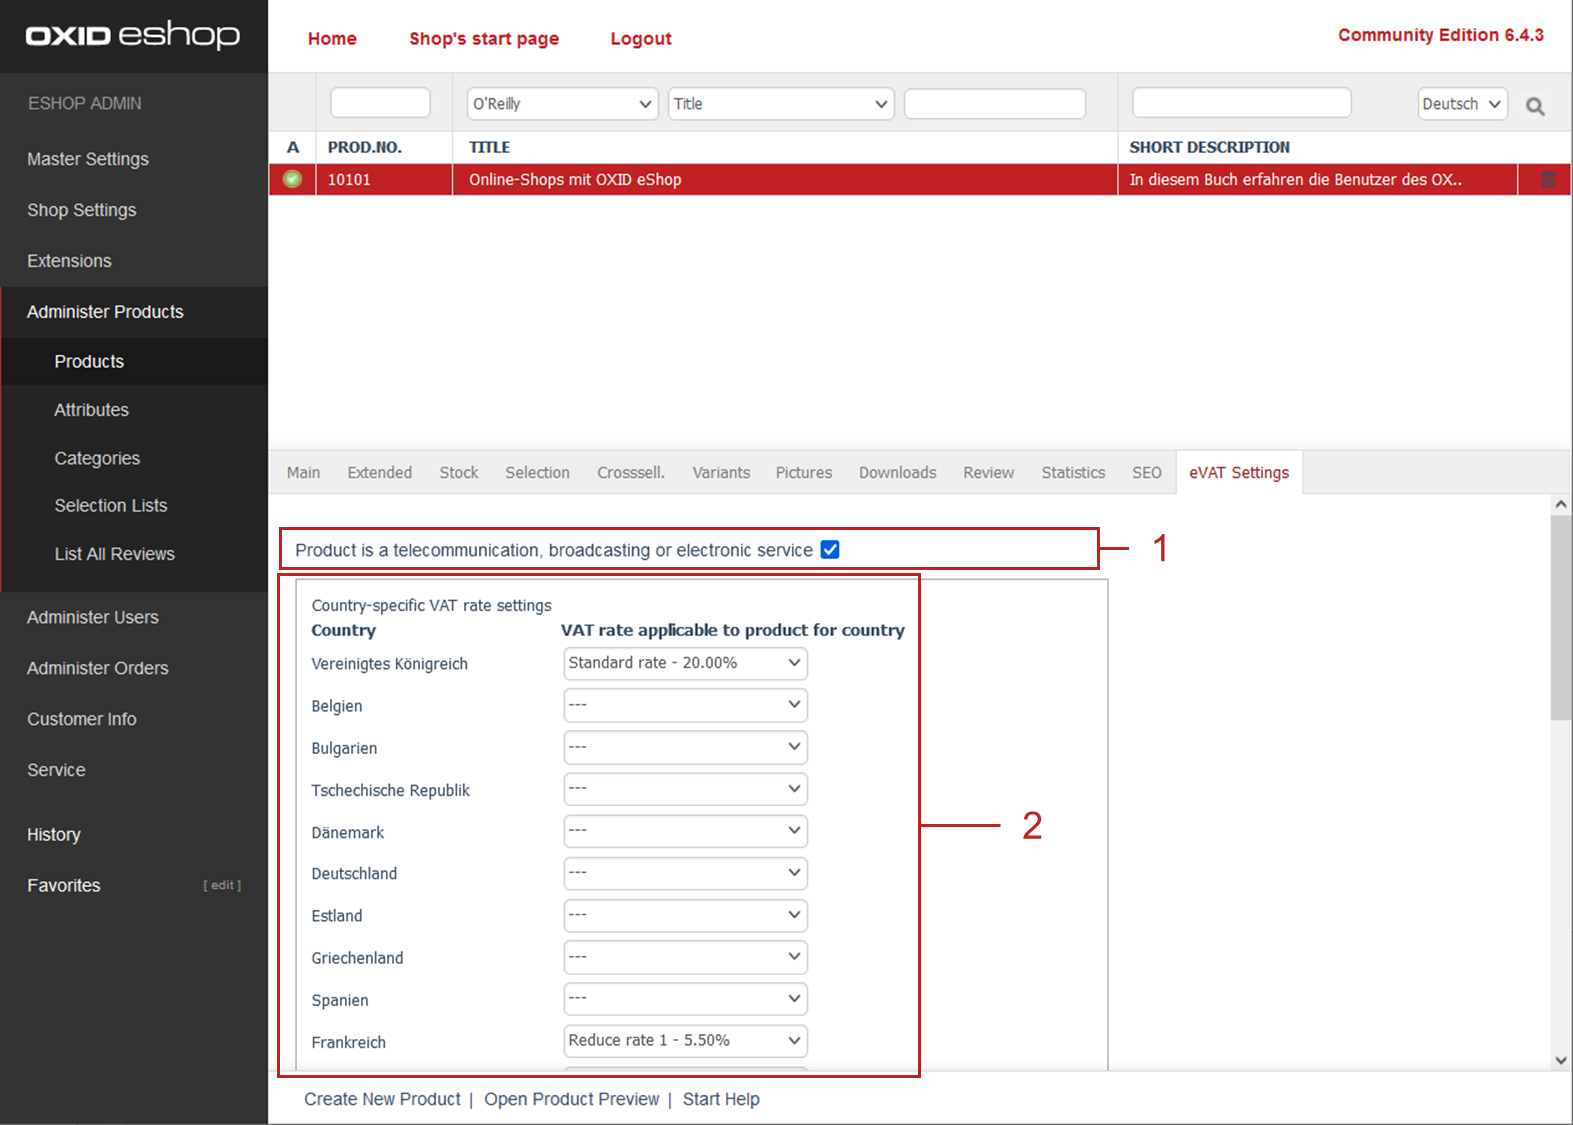 OXID eshop
Home
Shop's start page
Logout
Community Edition 6.4.3
ESHOP ADMIN
Master Settings
Shop Settings
Extensions
Administer Products
Products
Attributes
Categories
Selection Lists
List All Reviews
Administer Users
Administer Orders
Customer Info
Service
History
Favorites [ edit ]
O'Reilly
Title
Deutsch
A PROD.NO. TITLE SHORT DESCRIPTION
10101 Online-Shops mit OXID eShop In diesem Buch erfahren die Benutzer des OX..
Main Extended Stock Selection Crosssell. Variants Pictures Downloads Review Statistics SEO eVAT Settings
Product is a telecommunication, broadcasting or electronic service
1
Country-specific VAT rate settings
Country VAT rate applicable to product for country
Vereinigtes Königreich Standard rate - 20.00%
Belgien ---
Bulgarien ---
Tschechische Republik ---
Dänemark ---
2
Deutschland ---
Estland ---
Griechenland ---
Spanien ---
Frankreich Reduce rate 1 - 5.50%
Create New Product | Open Product Preview | Start Help